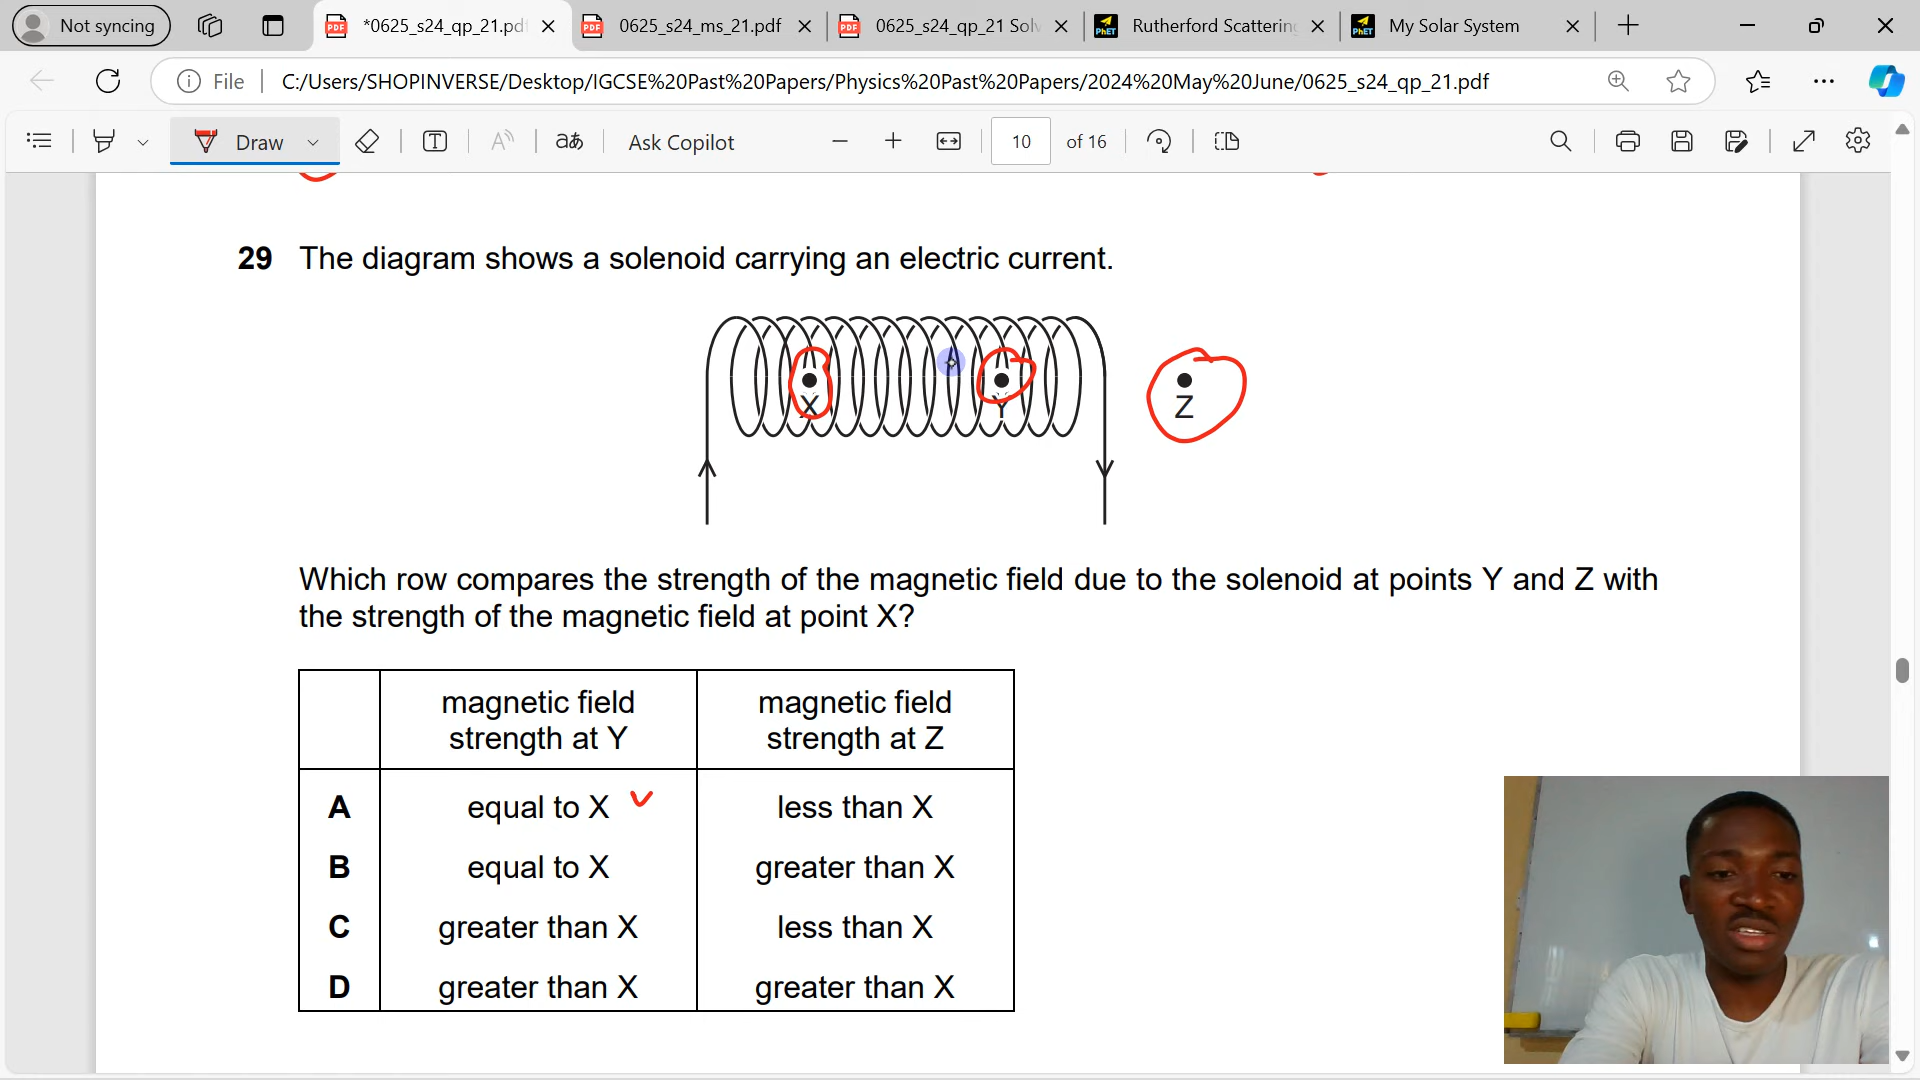 Not syncing
*0625_s24_qp_21.pdf
0625_s24_ms_21.pdf
0625_s24_qp_21 Solv
Rutherford Scattering
My Solar System
File
C:/Users/SHOPINVERSE/Desktop/IGCSE%20Past%20Papers/Physics%20Past%20Papers/2024%20May%20June/0625_s24_qp_21.pdf
Draw
Ask Copilot
10 of 16
29 The diagram shows a solenoid carrying an electric current.
X
Y
Z
Which row compares the strength of the magnetic field due to the solenoid at points Y and Z with
the strength of the magnetic field at point X?
magnetic field strength at Y
magnetic field strength at Z
A equal to X less than X
B equal to X greater than X
C greater than X less than X
D greater than X greater than X